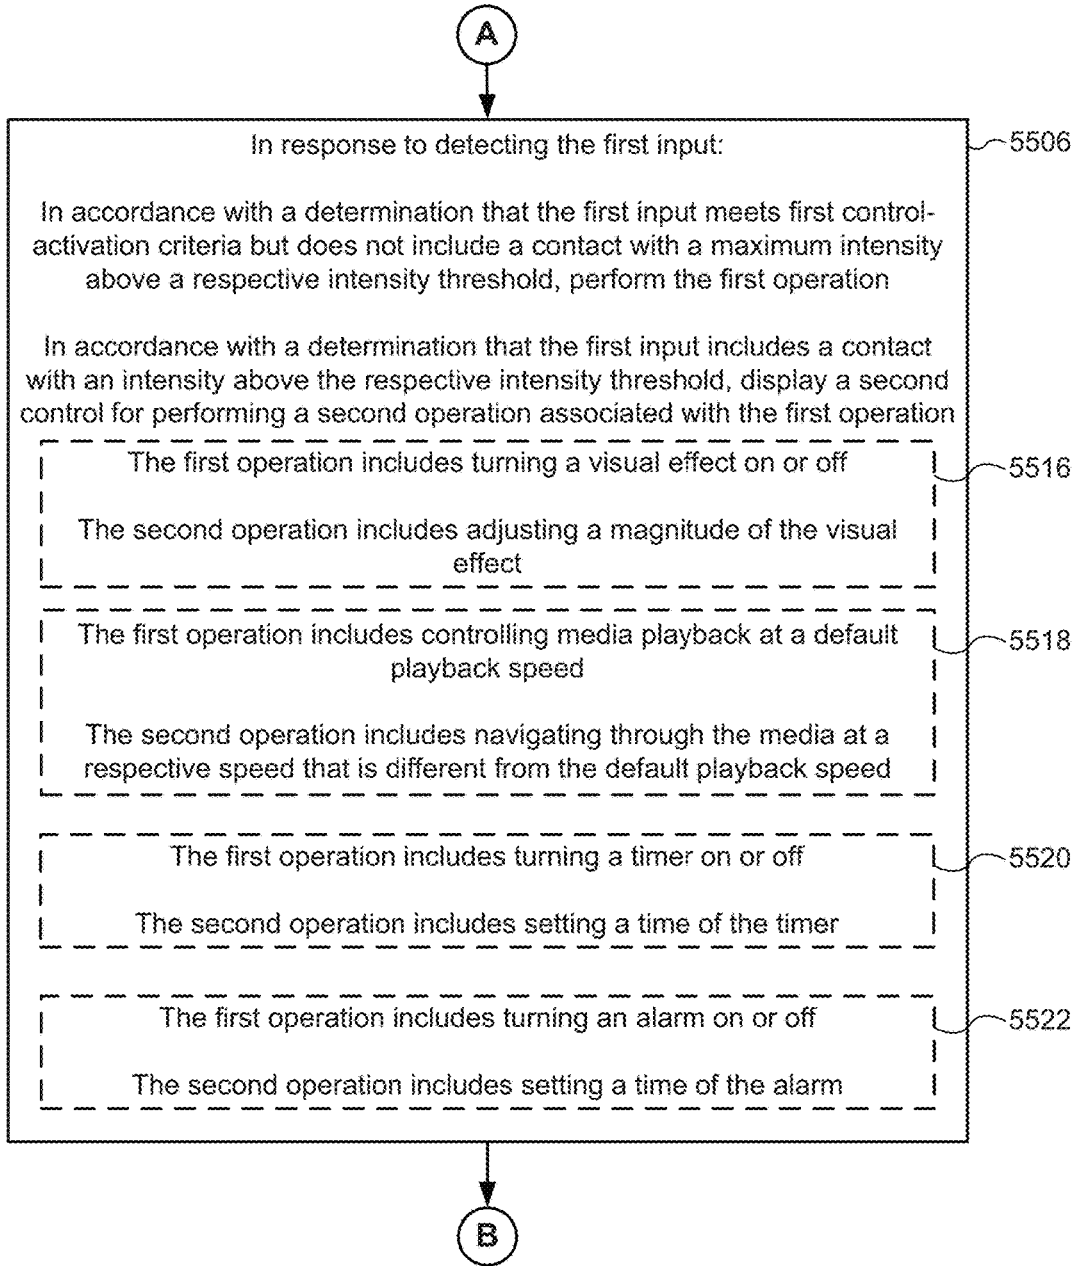 A
In response to detecting the first input:
5506
In accordance with a determination that the first input meets first control-
activation criteria but does not include a contact with a maximum intensity
above a respective intensity threshold, perform the first operation
In accordance with a determination that the first input includes a contact
with an intensity above the respective intensity threshold, display a second
control for performing a second operation associated with the first operation
The first operation includes turning a visual effect on or off
5516
The second operation includes adjusting a magnitude of the visual
effect
The first operation includes controlling media playback at a default
playback speed
5518
The second operation includes navigating through the media at a
respective speed that is different from the default playback speed
The first operation includes turning a timer on or off
5520
The second operation includes setting a time of the timer
The first operation includes turning an alarm on or off
5522
The second operation includes setting a time of the alarm
B